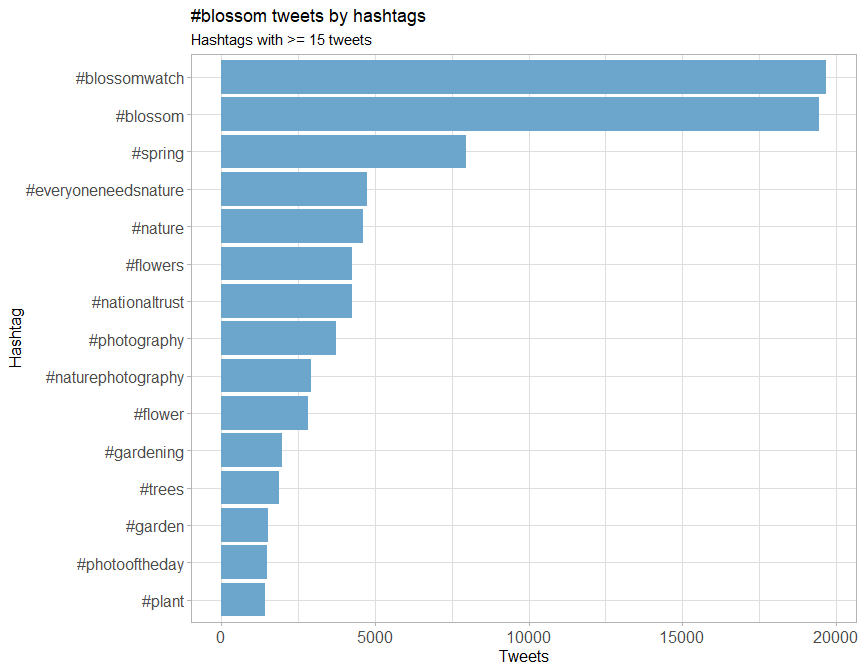 #blossom tweets by hashtags
Hashtags with >= 15 tweets
#blossomwatch
#blossom
#spring
#everyoneneedsnature
#nature
#flowers
#nationaltrust
#photography
#naturephotography
#flower
#gardening
#trees
#garden
#photooftheday
#plant
Hashtag
0 5000 10000 15000 20000
Tweets